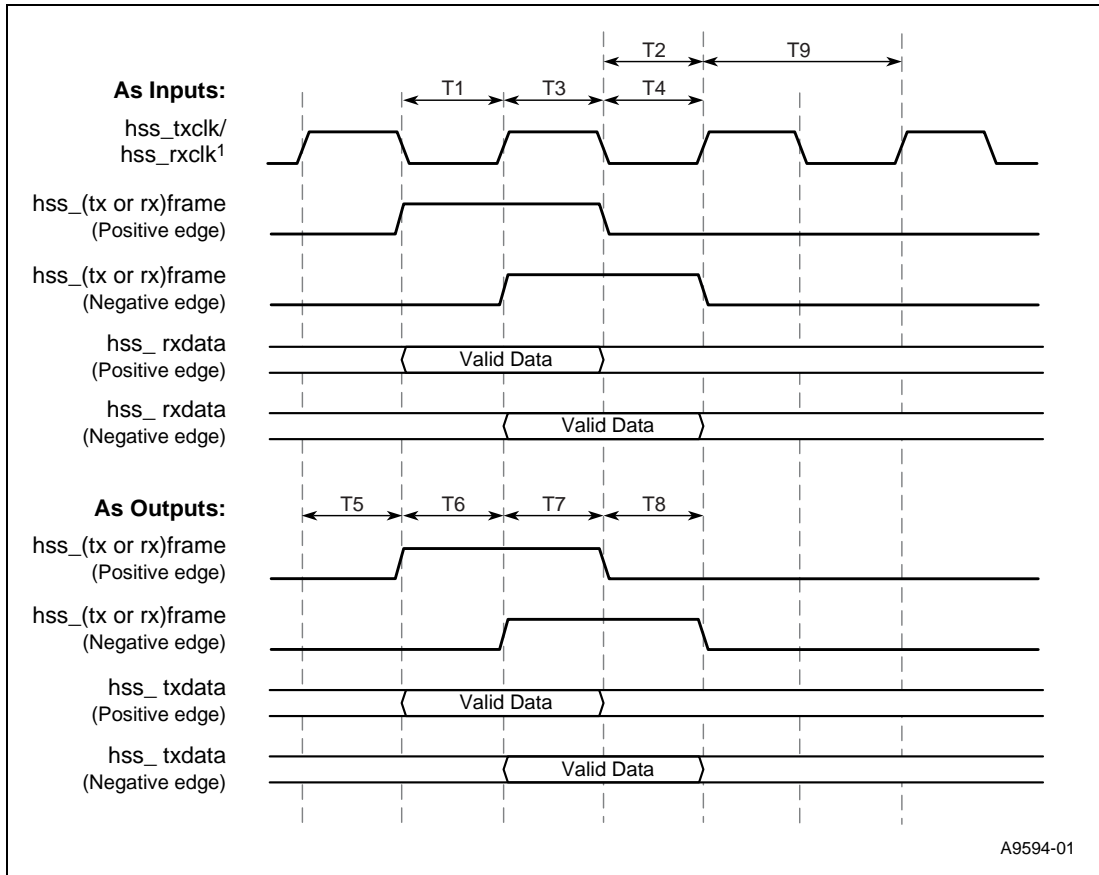 T2
T9
As Inputs:
T1
T3
T4
hss_txclk/
hss_rxclk1
hss_(tx or rx)frame
(Positive edge)
hss_(tx or rx)frame
(Negative edge)
hss_ rxdata
(Positive edge)
Valid Data
hss_ rxdata
(Negative edge)
Valid Data
As Outputs:
T5
T6
T7
T8
hss_(tx or rx)frame
(Positive edge)
hss_(tx or rx)frame
(Negative edge)
hss_ txdata
(Positive edge)
Valid Data
hss_ txdata
(Negative edge)
Valid Data
A9594-01